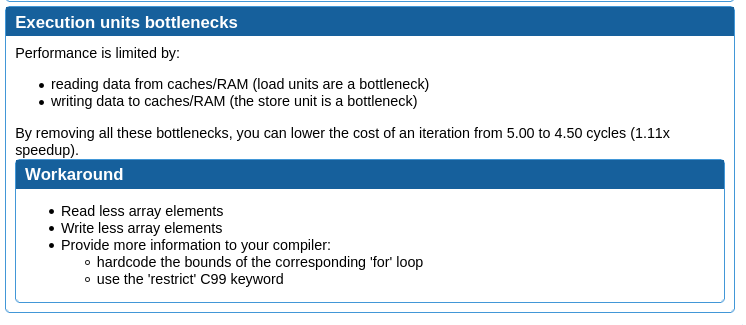 Execution units bottlenecks
Performance is limited by:
reading data from caches/RAM (load units are a bottleneck)
writing data to caches/RAM (the store unit is a bottleneck)
By removing all these bottlenecks, you can lower the cost of an iteration from 5.00 to 4.50 cycles (1.11x
speedup).
Workaround
Read less array elements
Write less array elements
Provide more information to your compiler:
hardcode the bounds of the corresponding 'for' loop
use the 'restrict' C99 keyword